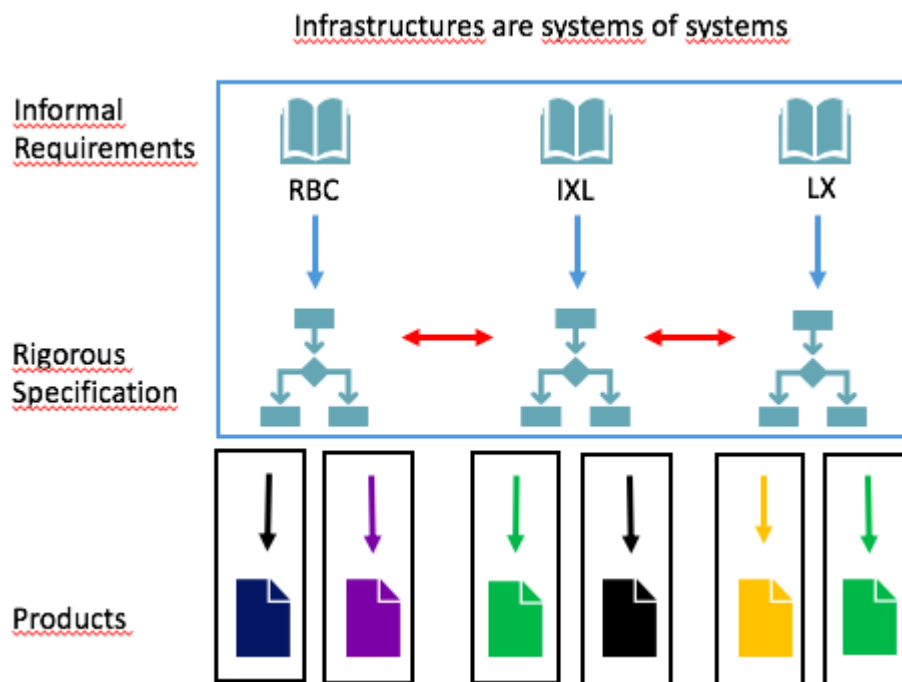 Infrastructures are systems of systems
Informal
Requirements
RBC
IXL
LX
Rigorous
Specification
Products